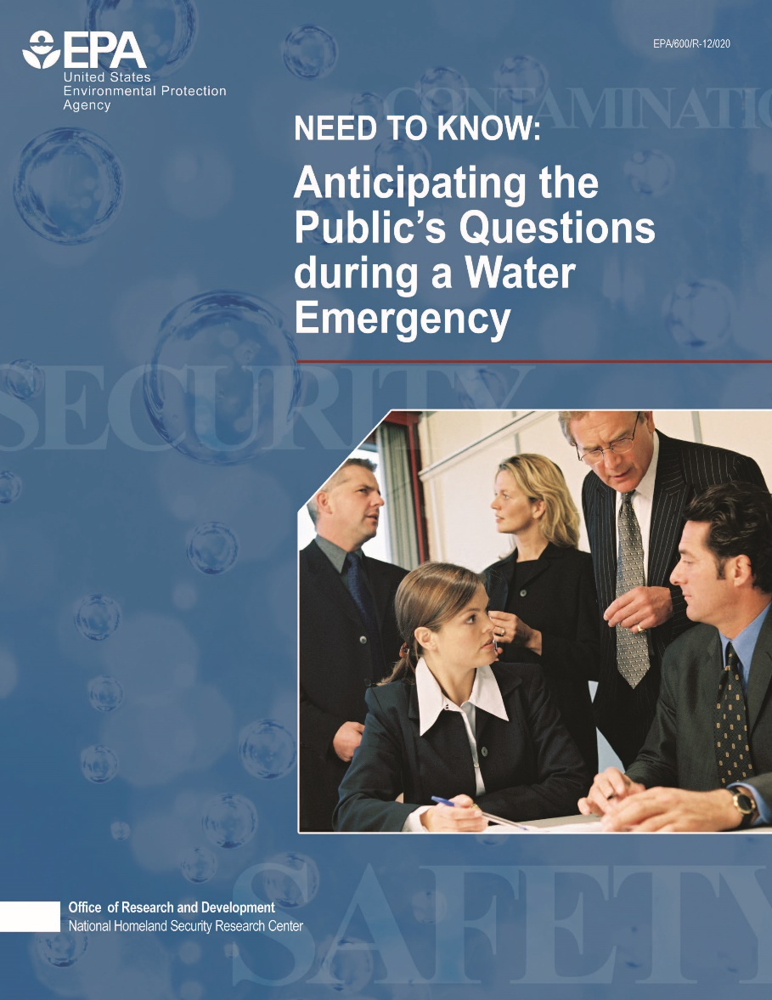 EPA
United States
Environmental Protection
Agency
EPA/600/R-12/020
CONTAMINATIO
NEED TO KNOW:
Anticipating the
Public’s Questions
during a Water
Emergency
SECURITY
Office of Research and Development
National Homeland Security Research Center
SAFETY